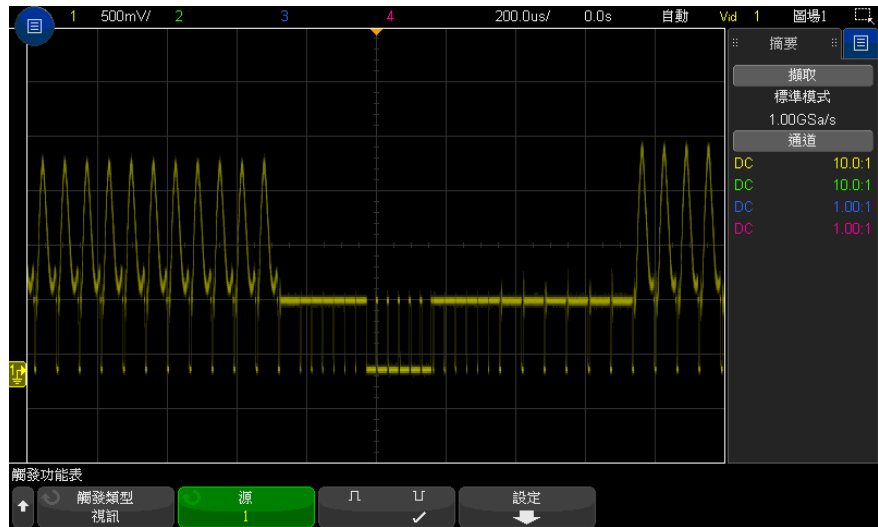 1 500mV/ 2 3 4 200.0us/ 0.0s 自動 Vid 1 圖場1
摘要
擷取
標準模式
1.00GSa/s
通道
DC 10.0:1
DC 10.0:1
DC 1.00:1
DC 1.00:1
1
觸發功能表
觸發類型
視訊
源
1
設定